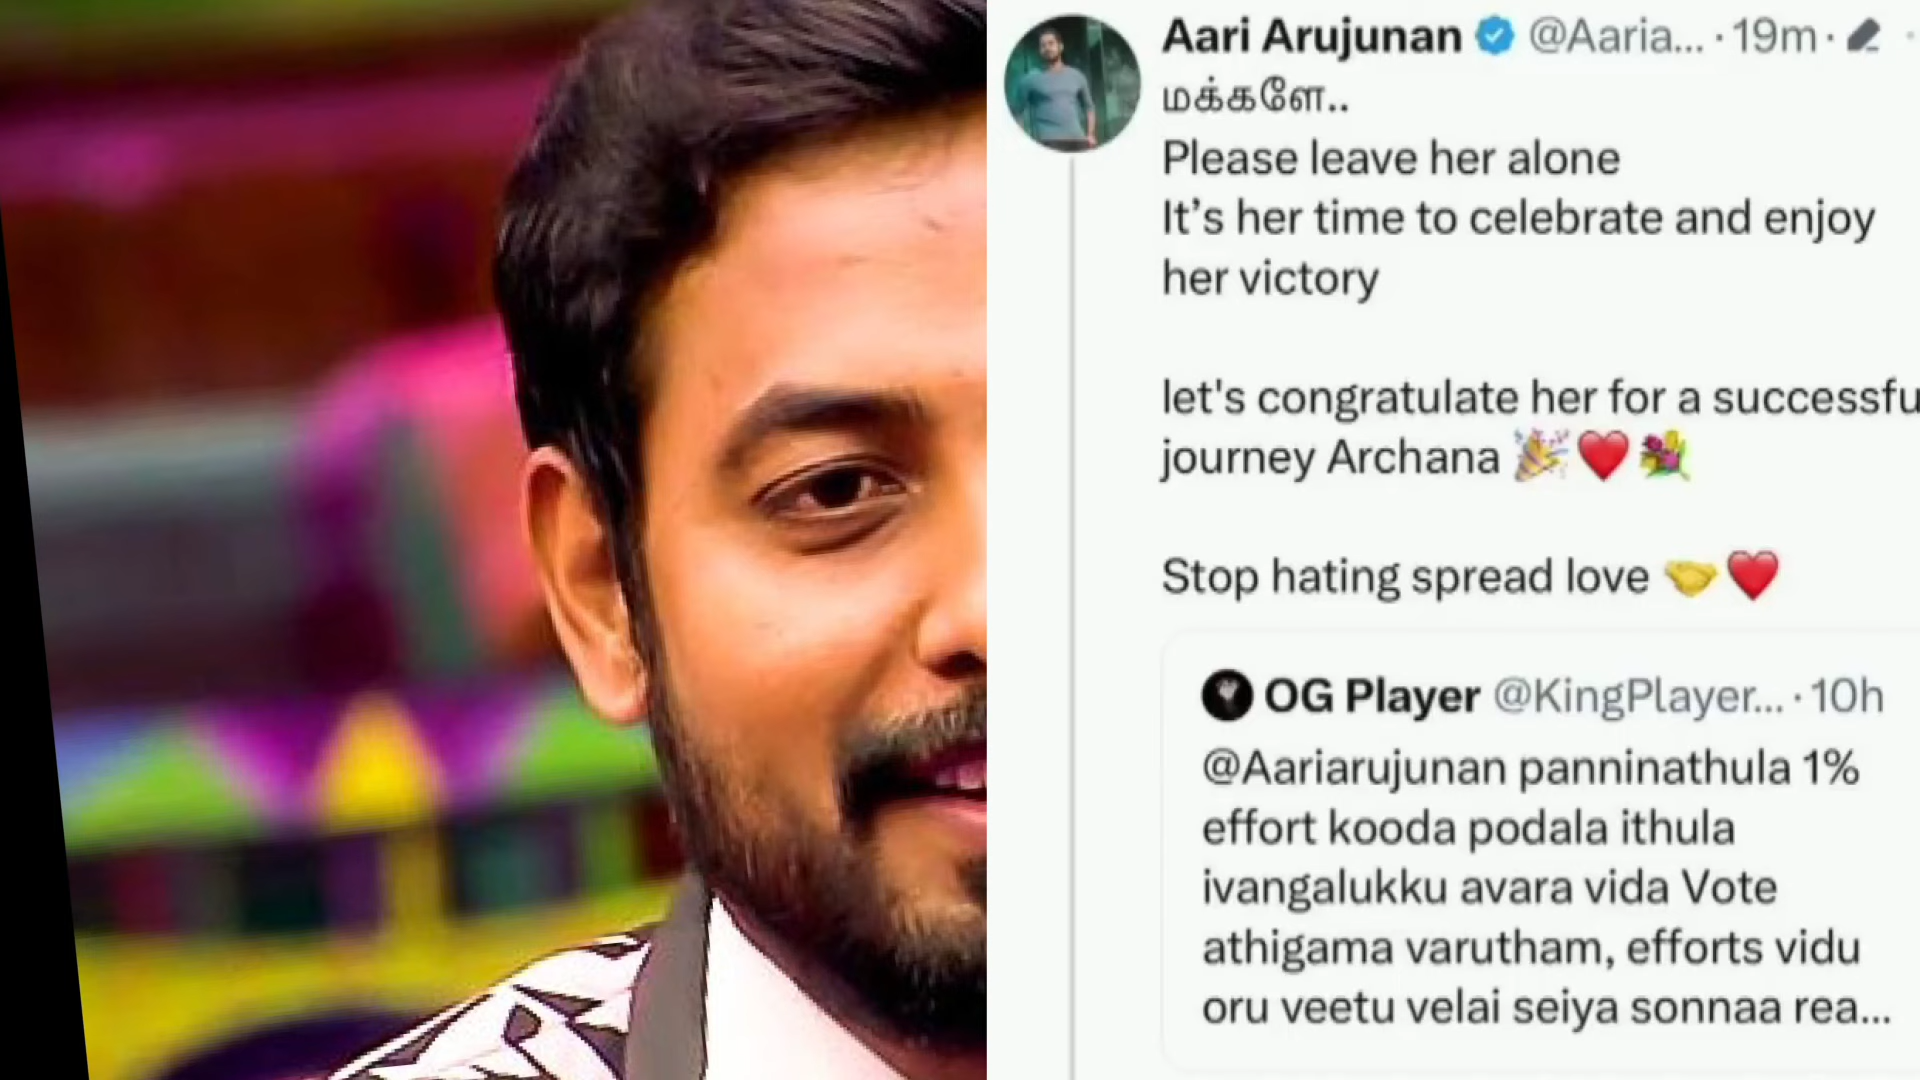 Aari Arujunan @Aaria... · 19m ·
மக்களே..
Please leave her alone
It’s her time to celebrate and enjoy
her victory
let's congratulate her for a successfu
journey Archana 🎉❤️💐
Stop hating spread love 🤝❤️
OG Player @KingPlayer... · 10h
@Aariarujunan panninathula 1%
effort kooda podala ithula
ivangalukku avara vida Vote
athigama varutham, efforts vidu
oru veetu velai seiya sonnaa rea...